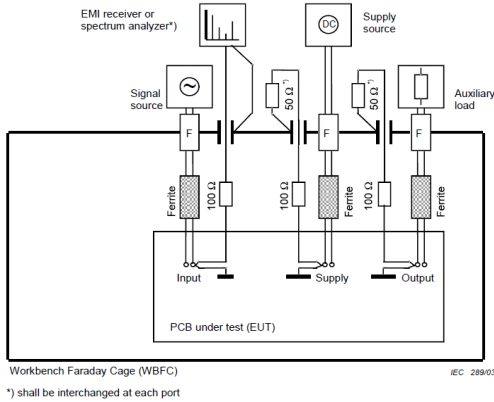 EMI receiver or
spectrum analyzer*)
DC
Supply
source
Signal
source
50 Ω *)
50 Ω *)
Auxiliary
load
F
F
F
Ferrite
100 Ω
100 Ω
Ferrite
100 Ω
Ferrite
Input
Supply
Output
PCB under test (EUT)
Workbench Faraday Cage (WBFC)
IEC 289/03
*) shall be interchanged at each port